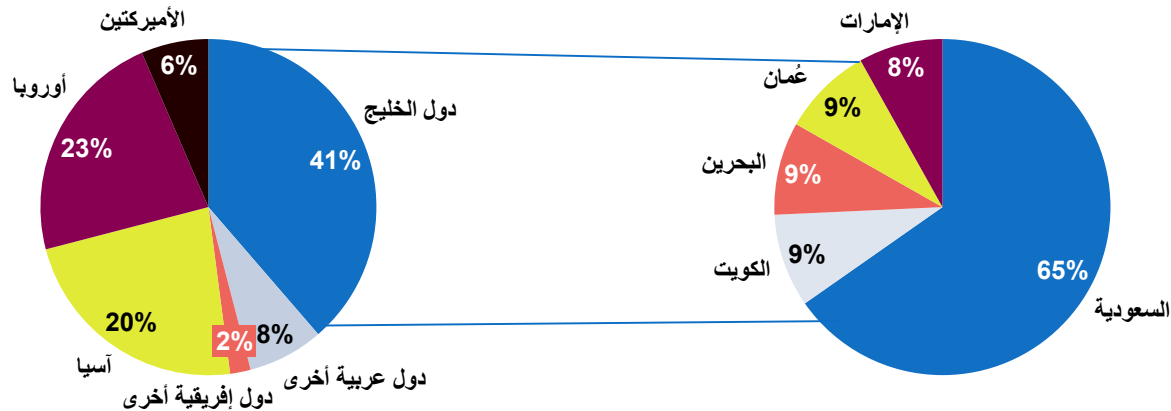 الأميركتين
6%
أوروبا
23%
دول الخليج
41%
20%
آسيا
2%
8%
دول إفريقية أخرى
دول عربية أخرى
الإمارات
8%
عُمان
9%
البحرين
9%
الكويت
9%
65%
السعودية